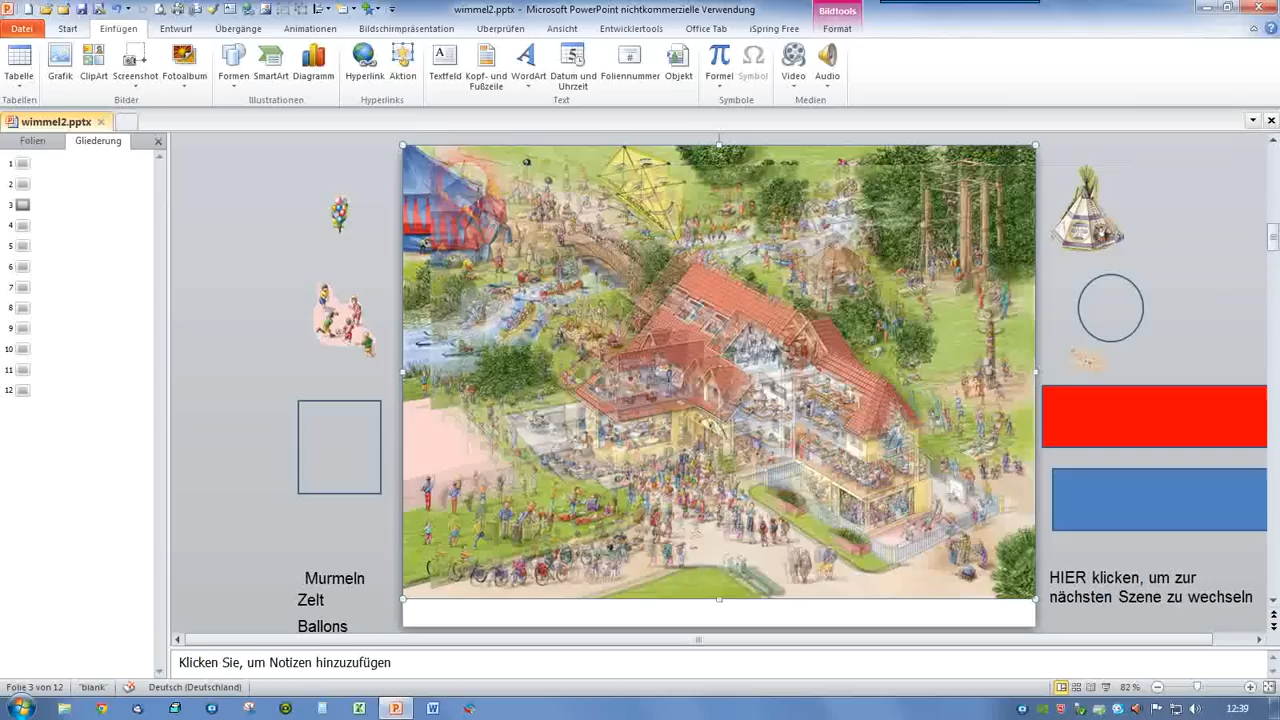 wimmel2.pptx - Microsoft PowerPoint nichtkommerzielle Verwendung
Bildtools
Datei Start Einfügen Übergänge Animationen Bildschirmpräsentation Überprüfen Ansicht Entwicklertools Office Tab iSpring Free Format
Tabelle Grafik ClipArt Screenshot Fotoalbum Formen SmartArt Diagramm Hyperlink Aktion Textfeld Kopf- und Fußzeile WordArt Datum und Uhrzeit Foliennummer Objekt Formel Symbol Video Audio
Tabellen Bilder Illustrationen Hyperlinks Text Symbole Medien
wimmel2.pptx
Folien Gliederung
1
2
3
4
5
6
7
8
9
10
11
12
Murmeln
Zelt
Ballons
HIER klicken, um zur
nächsten Szene zu wechseln
Klicken Sie, um Notizen hinzuzufügen
Folie 3 von 12 "blank" Deutsch (Deutschland) 82 %
12:39